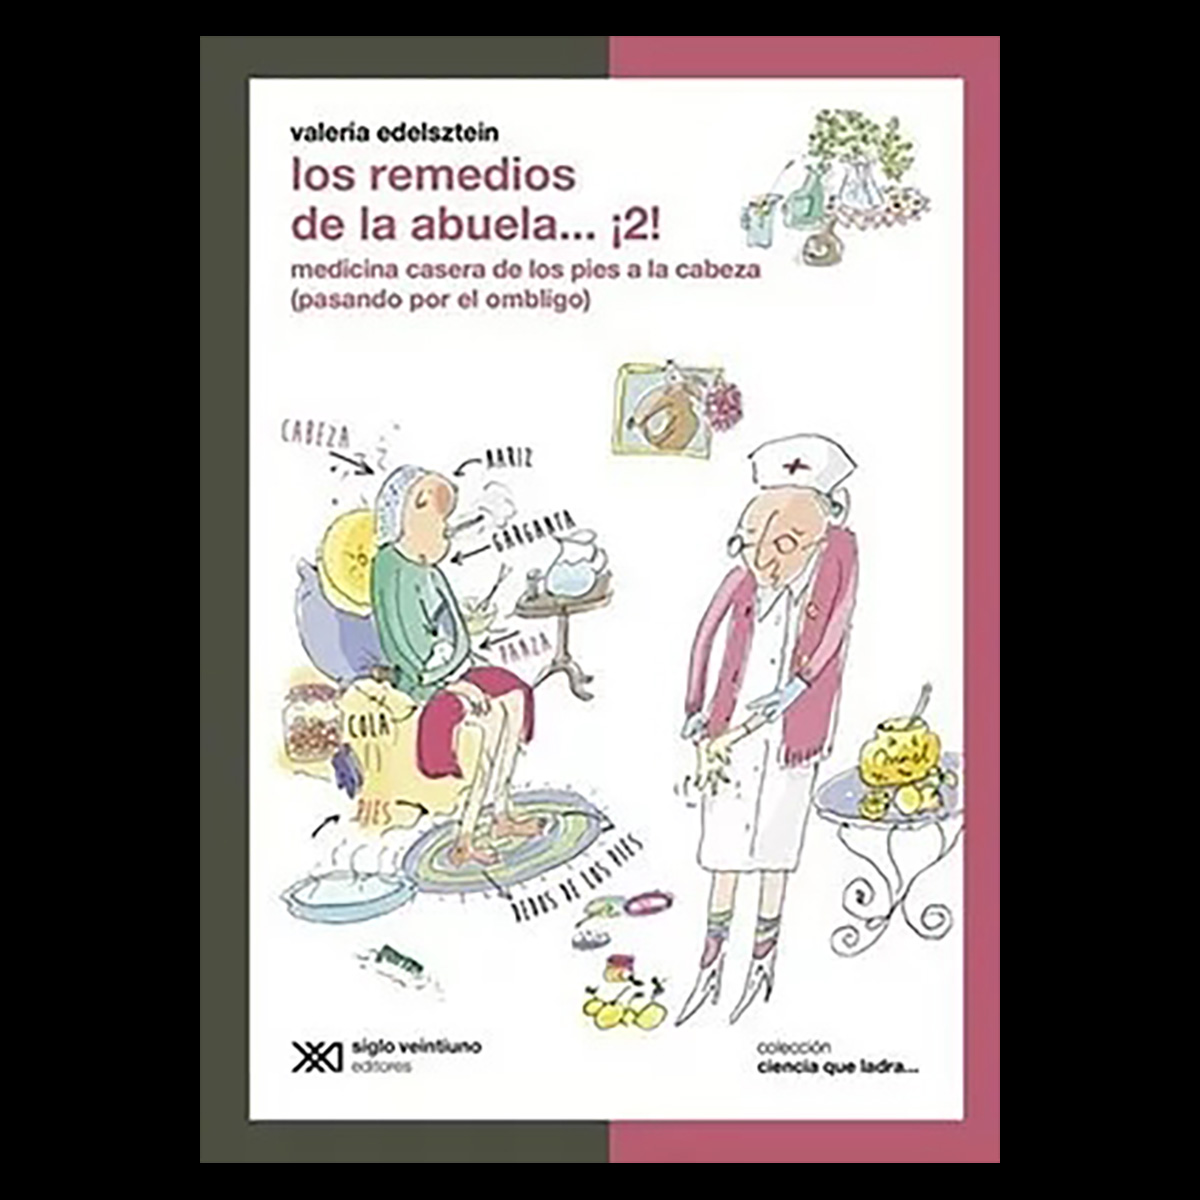 valeria edelsztein
los remedios
de la abuela... ¡2!
medicina casera de los pies a la cabeza
(pasando por el ombligo)
CABEZA
NARIZ
GARGANTA
PANZA
COLA
PIES
DEDOS DE LOS PIES
miel
siglo veintiuno
editores
colección
ciencia que ladra...